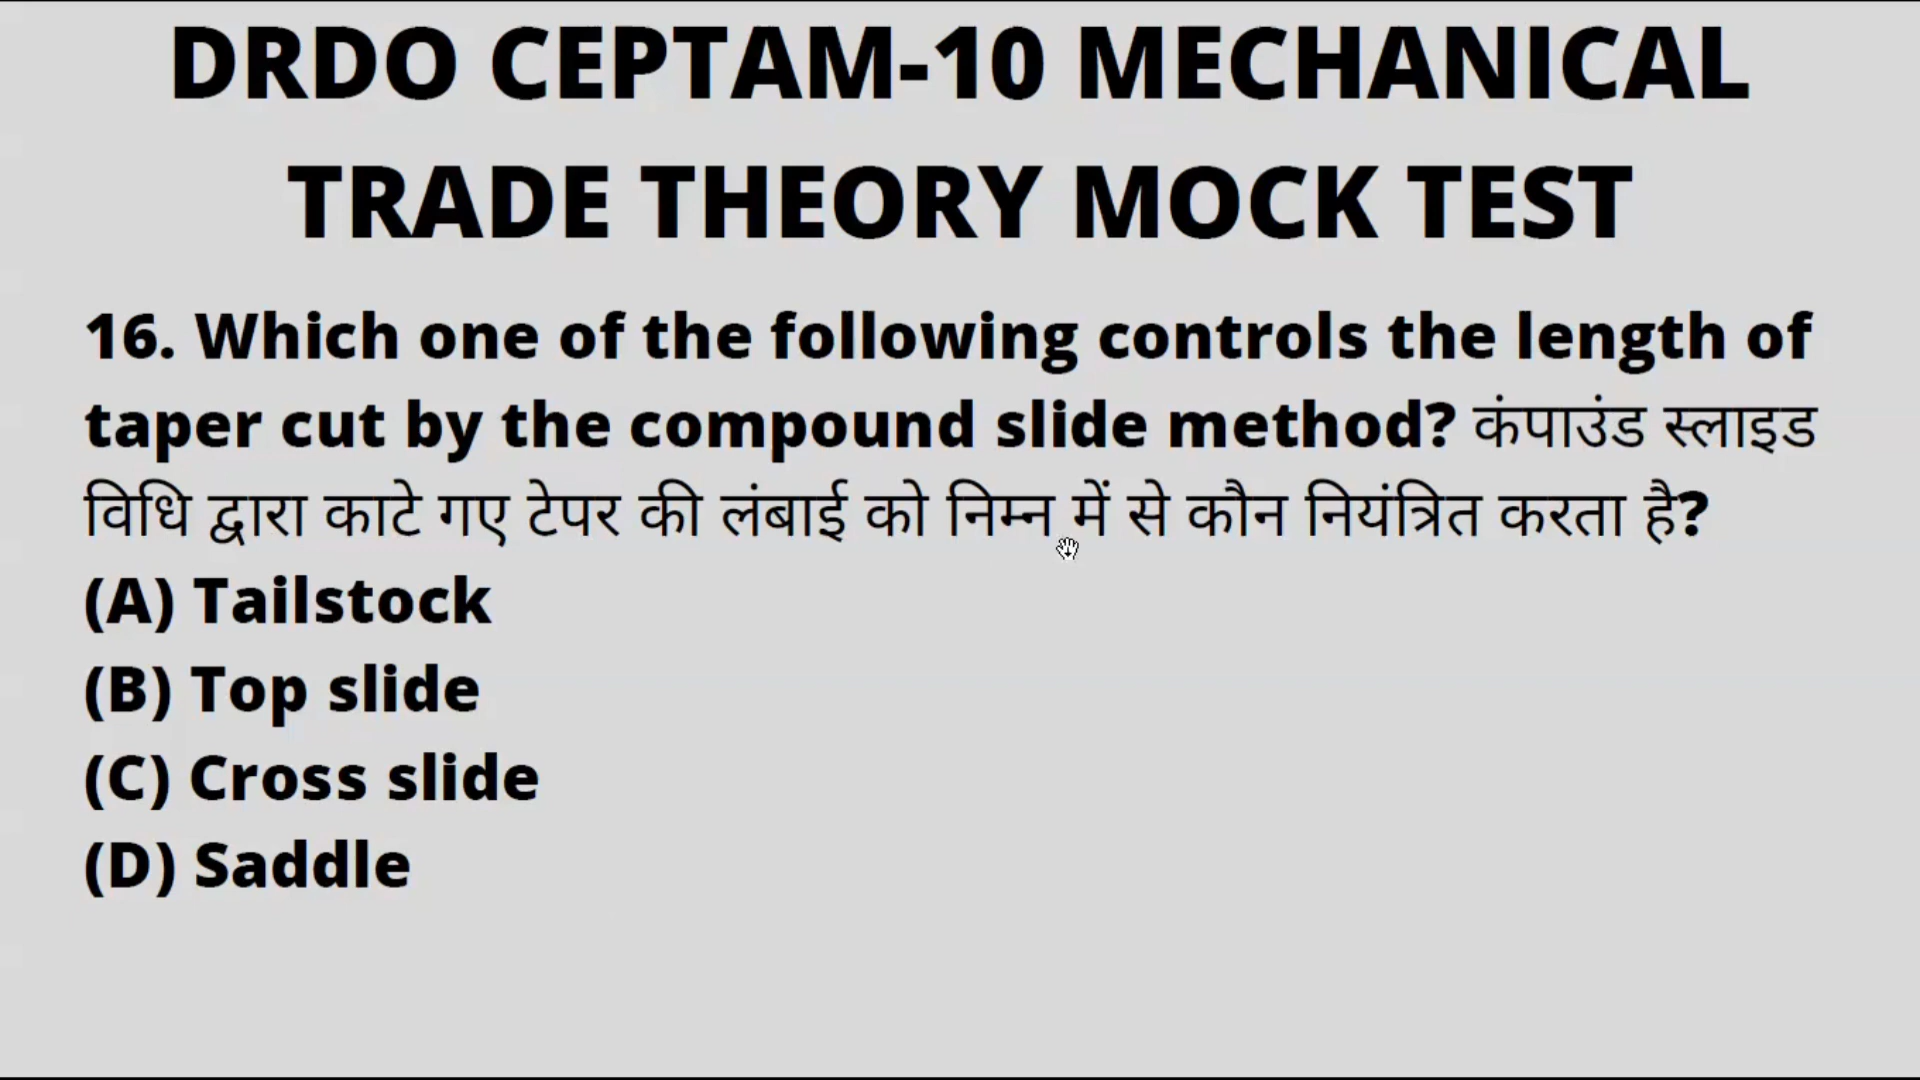 DRDO CEPTAM-10 MECHANICAL
TRADE THEORY MOCK TEST
16. Which one of the following controls the length of
taper cut by the compound slide method? कंपाउंड स्लाइड
विधि द्वारा काटे गए टेपर की लंबाई को निम्न में से कौन नियंत्रित करता है?
(A) Tailstock
(B) Top slide
(C) Cross slide
(D) Saddle